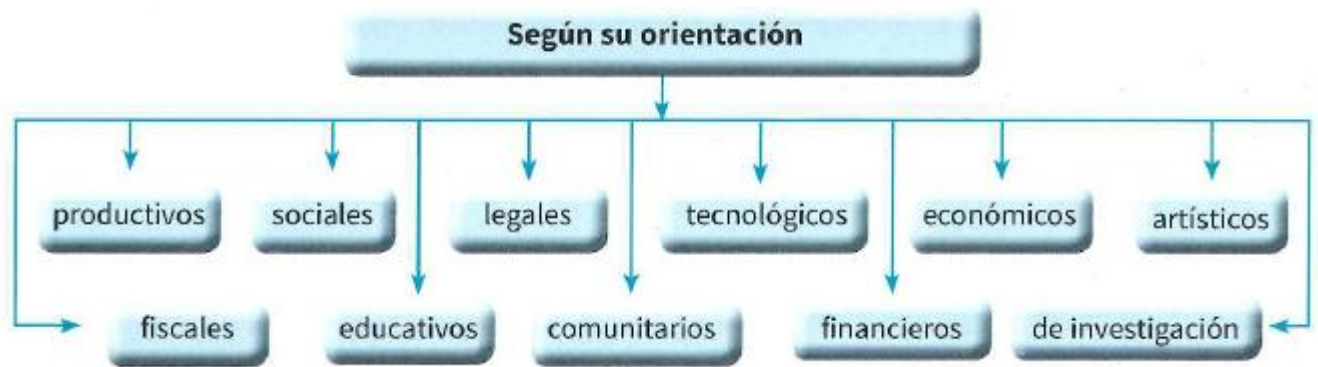 Según su orientación
productivos sociales legales tecnológicos económicos artísticos
fiscales educativos comunitarios financieros de investigación